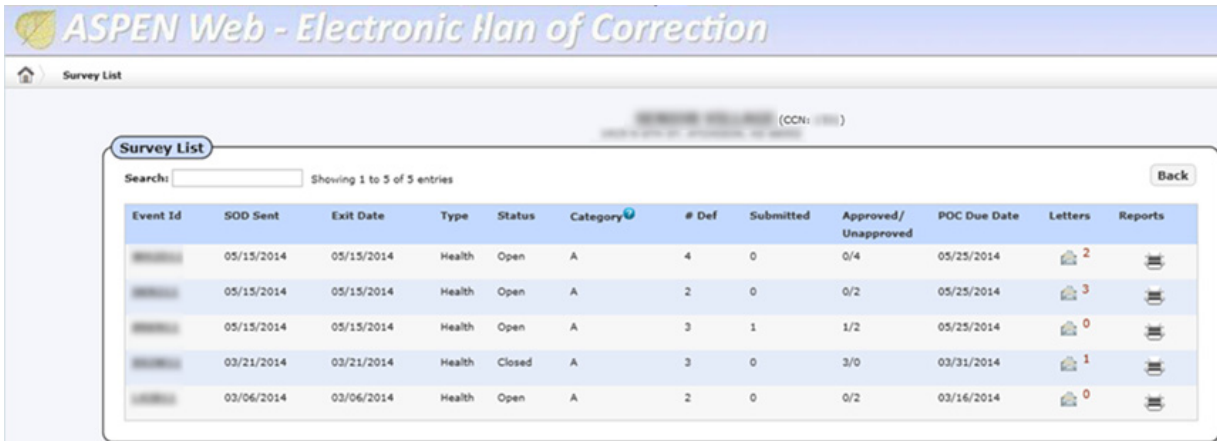 ASPEN Web - Electronic Han of Correction
Survey List
(CCN: )
Survey List
Search: Showing 1 to 5 of 5 entries Back
Event Id SOD Sent Exit Date Type Status Category # Def Submitted Approved/ Unapproved POC Due Date Letters Reports
05/15/2014 05/15/2014 Health Open A 4 0 0/4 05/25/2014 2
05/15/2014 05/15/2014 Health Open A 2 0 0/2 05/25/2014 3
05/15/2014 05/15/2014 Health Open A 3 1 1/2 05/25/2014 0
03/21/2014 03/21/2014 Health Closed A 3 0 3/0 03/31/2014 1
03/06/2014 03/06/2014 Health Open A 2 0 0/2 03/16/2014 0